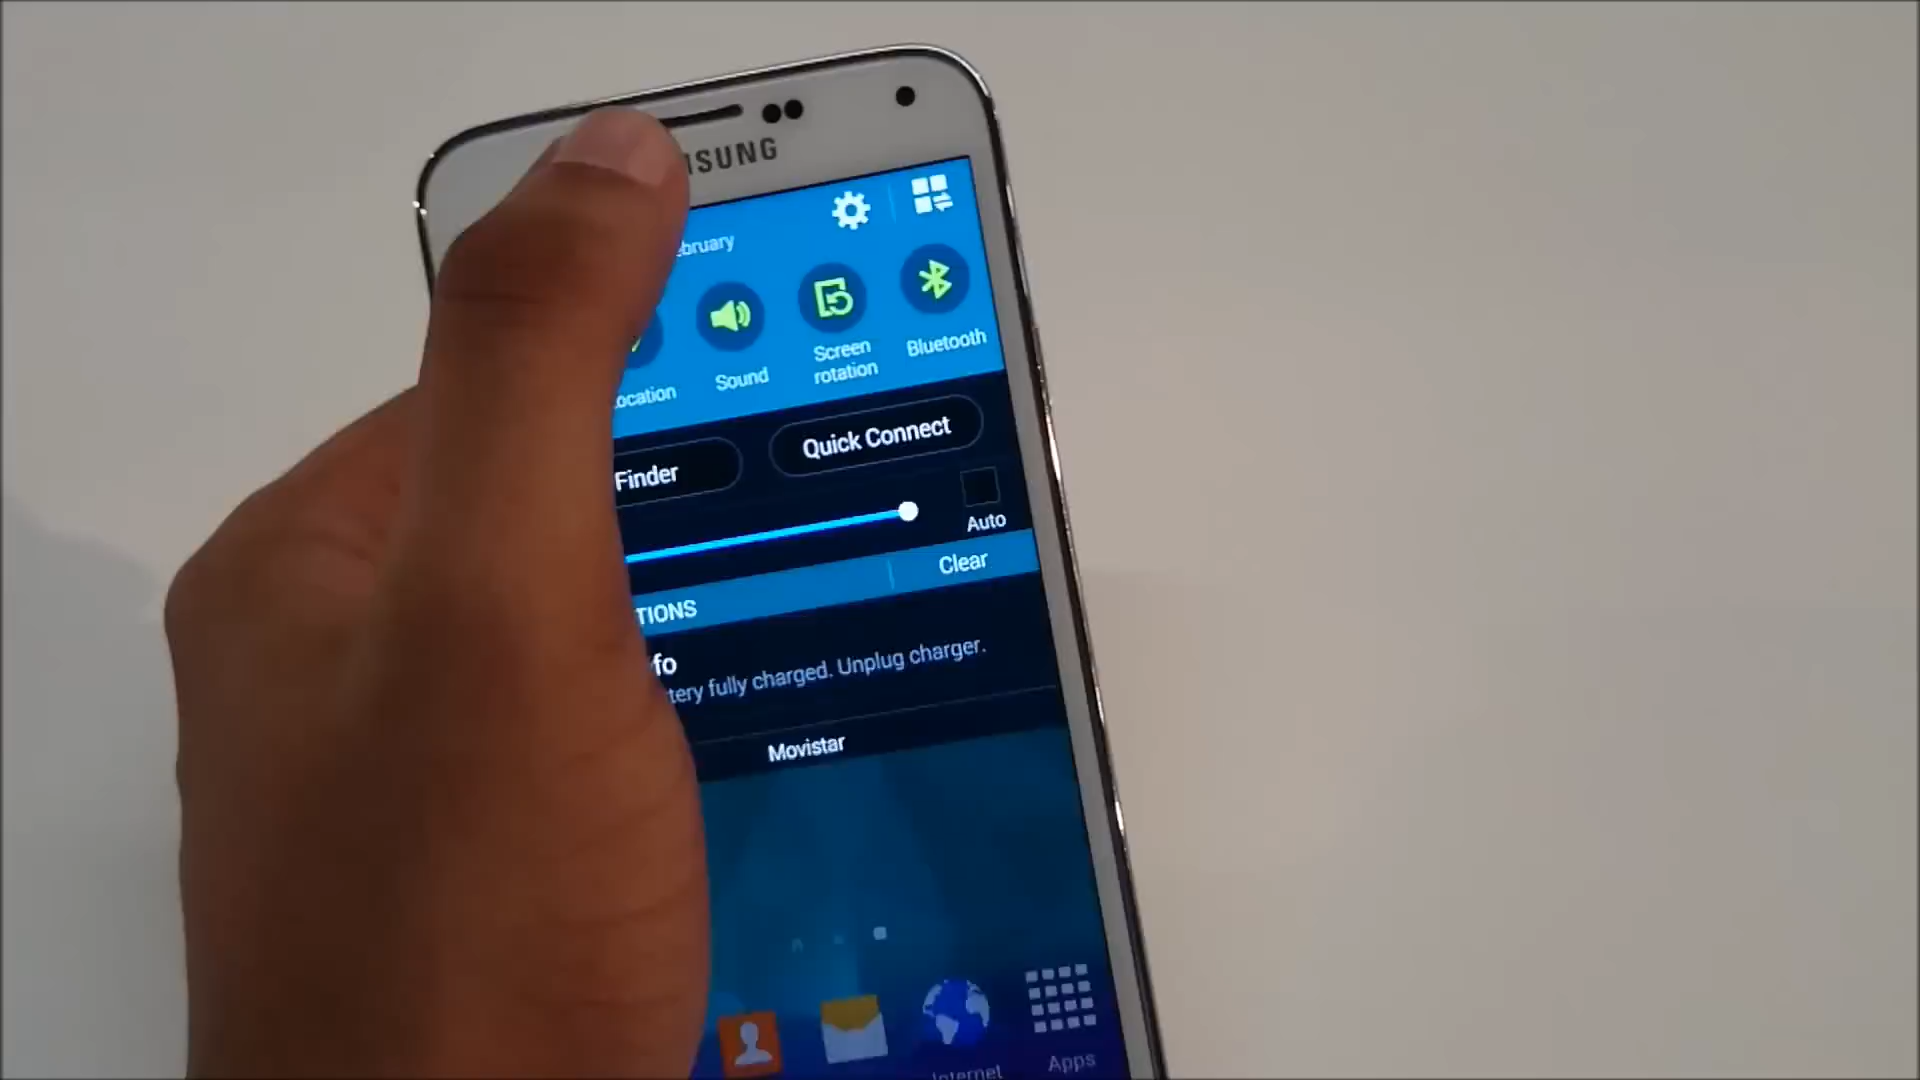 SUNG
ebruary
ocation
Sound
Screen
rotation
Bluetooth
Finder
Quick Connect
Auto
TIONS
Clear
fo
tery fully charged. Unplug charger.
Movistar
Internet
Apps